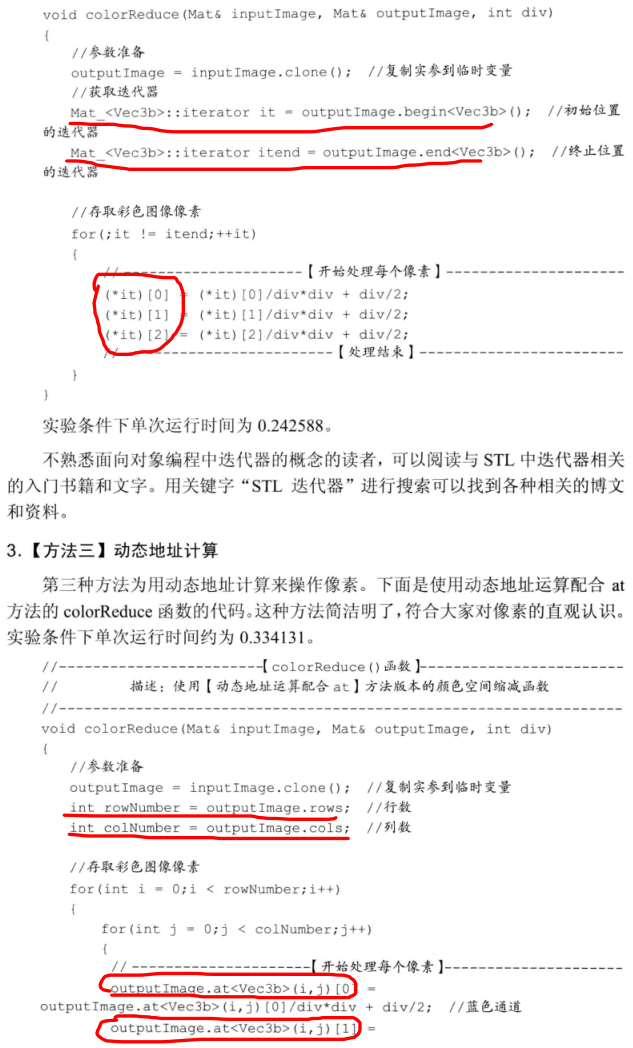 void colorReduce(Mat& inputImage, Mat& outputImage, int div)
{
//参数准备
outputImage = inputImage.clone(); //复制实参到临时变量
//获取迭代器
Mat_<Vec3b>::iterator it = outputImage.begin<Vec3b>(); //初始位置
的迭代器
Mat_<Vec3b>::iterator itend = outputImage.end<Vec3b>(); //终止位置
的迭代器
//存取彩色图像像素
for(;it != itend;++it)
{
//---------------------【开始处理每个像素】---------------------
(*it)[0] = (*it)[0]/div*div + div/2;
(*it)[1] = (*it)[1]/div*div + div/2;
(*it)[2] = (*it)[2]/div*div + div/2;
//-------------------------【处理结束】------------------------
}
}
实验条件下单次运行时间为 0.242588。
不熟悉面向对象编程中迭代器的概念的读者，可以阅读与 STL 中迭代器相关
的入门书籍和文字。用关键字“STL 迭代器”进行搜索可以找到各种相关的博文
和资料。
3.【方法三】动态地址计算
第三种方法为用动态地址计算来操作像素。下面是使用动态地址运算配合 at
方法的 colorReduce 函数的代码。这种方法简洁明了，符合大家对像素的直观认识。
实验条件下单次运行时间约为 0.334131。
//-----------------------【colorReduce()函数】------------------------
// 描述：使用【动态地址运算配合 at】方法版本的颜色空间缩减函数
//------------------------------------------------------------------
void colorReduce(Mat& inputImage, Mat& outputImage, int div)
{
//参数准备
outputImage = inputImage.clone(); //复制实参到临时变量
int rowNumber = outputImage.rows; //行数
int colNumber = outputImage.cols; //列数
//存取彩色图像像素
for(int i = 0;i < rowNumber;i++)
{
for(int j = 0;j < colNumber;j++)
{
//---------------------【开始处理每个像素】---------------------
outputImage.at<Vec3b>(i,j)[0] =
outputImage.at<Vec3b>(i,j)[0]/div*div + div/2; //蓝色通道
outputImage.at<Vec3b>(i,j)[1] =